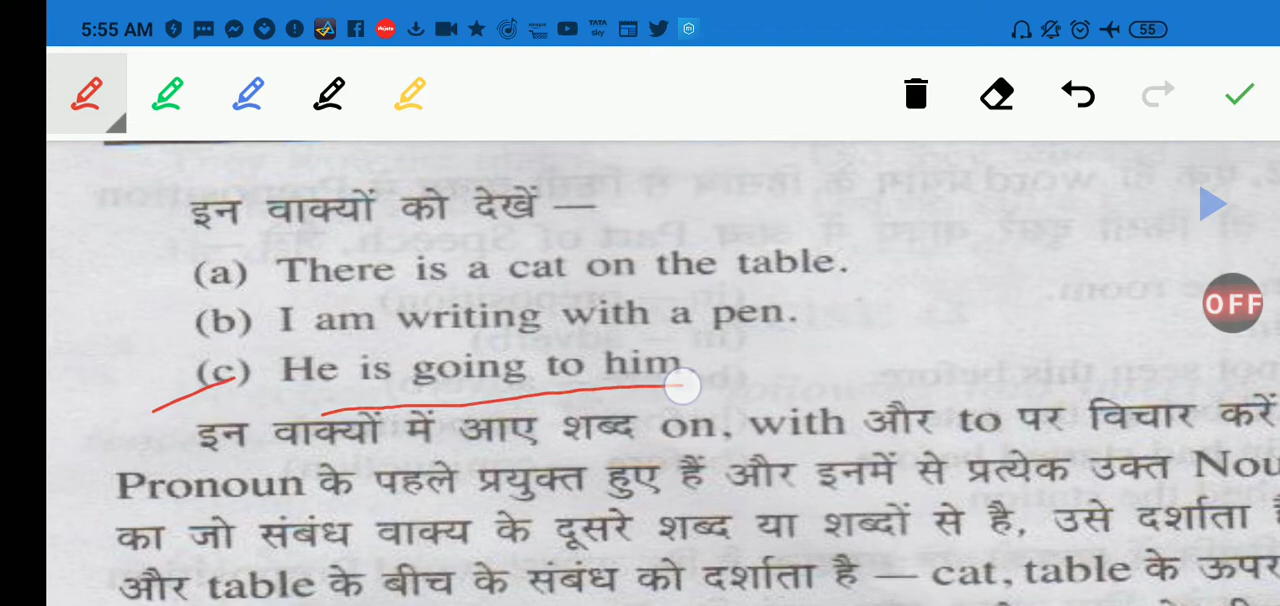 5:55 AM 55
OFF
इन वाक्यों को देखें —
(a) There is a cat on the table.
(b) I am writing with a pen.
(c) He is going to him
इन वाक्यों में आए शब्द on, with और to पर विचार करें
Pronoun के पहले प्रयुक्त हुए हैं और इनमें से प्रत्येक उक्त Nou
का जो संबंध वाक्य के दूसरे शब्द या शब्दों से है, उसे दर्शाता
और table के बीच के संबंध को दर्शाता है — cat, table के ऊपर